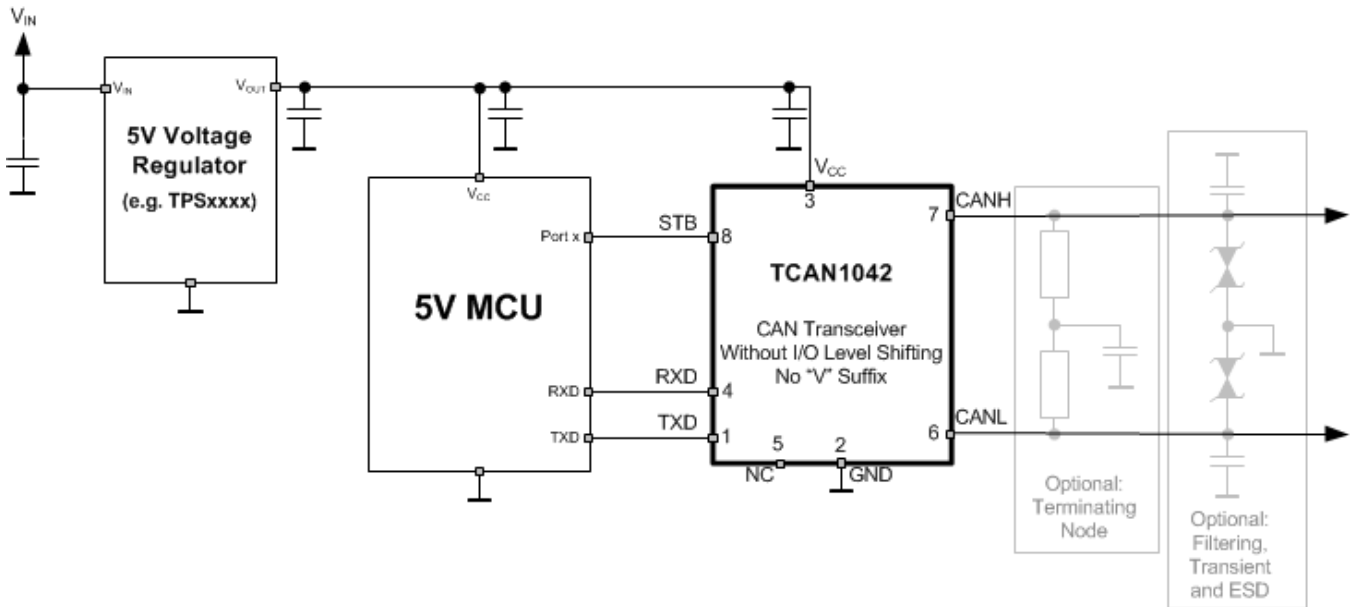 VIN
VIN
VOUT
5V Voltage
Regulator
(e.g. TPSxxxx)
VCC
Port x
5V MCU
RXD
TXD
STB
RXD
TXD
VCC
3
8
7
TCAN1042
CAN Transceiver
Without I/O Level Shifting
No "V" Suffix
4
1
5
2
6
NC
GND
CANH
CANL
Optional:
Terminating
Node
Optional:
Filtering,
Transient
and ESD